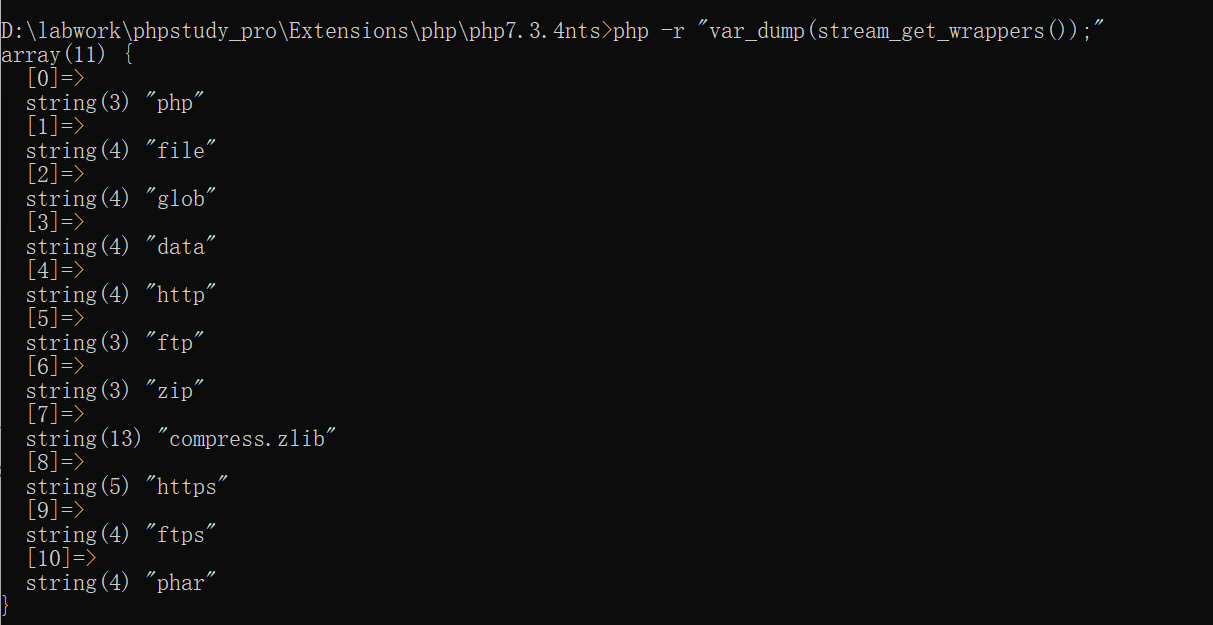 D:\labwork\phpstudy_pro\Extensions\php\php7.3.4nts>php -r "var_dump(stream_get_wrappers());"
array(11) {
  [0]=>
  string(3) "php"
  [1]=>
  string(4) "file"
  [2]=>
  string(4) "glob"
  [3]=>
  string(4) "data"
  [4]=>
  string(4) "http"
  [5]=>
  string(3) "ftp"
  [6]=>
  string(3) "zip"
  [7]=>
  string(13) "compress.zlib"
  [8]=>
  string(5) "https"
  [9]=>
  string(4) "ftps"
  [10]=>
  string(4) "phar"
}